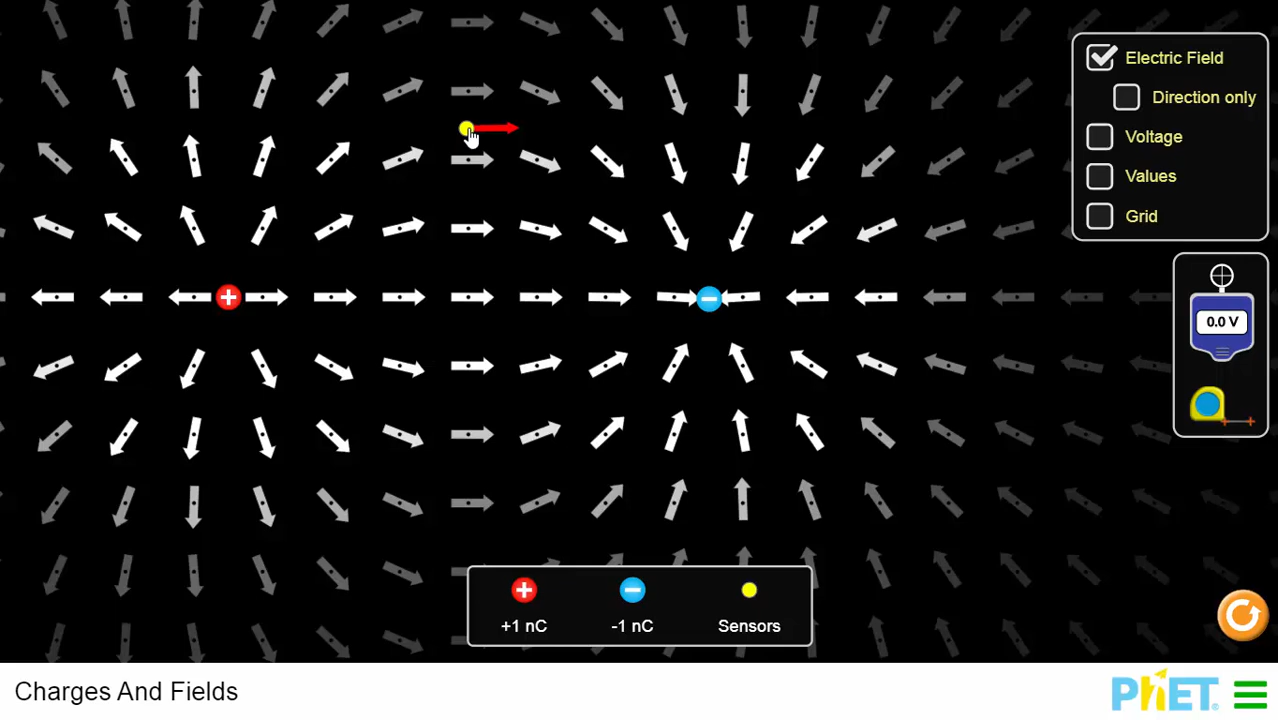 Electric Field
Direction only
Voltage
Values
Grid
0.0 V
+1 nC
-1 nC
Sensors
Charges And Fields
PhET